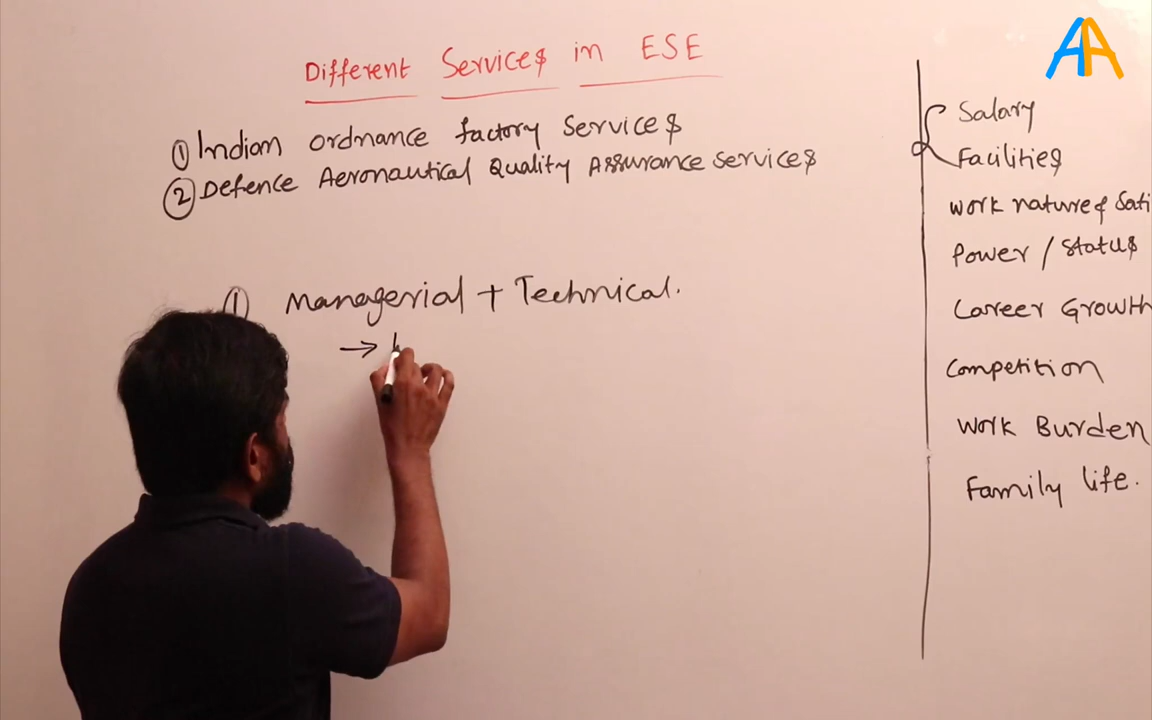 Different Services in ESE
① Indian ordnance factory Services
② Defence Aeronautical Quality Assurance Services
① Managerial + Technical.
→
Salary
Facilities
Work nature &
Power / Status
Career Growth
Competition
Work Burden
Family life.
AA